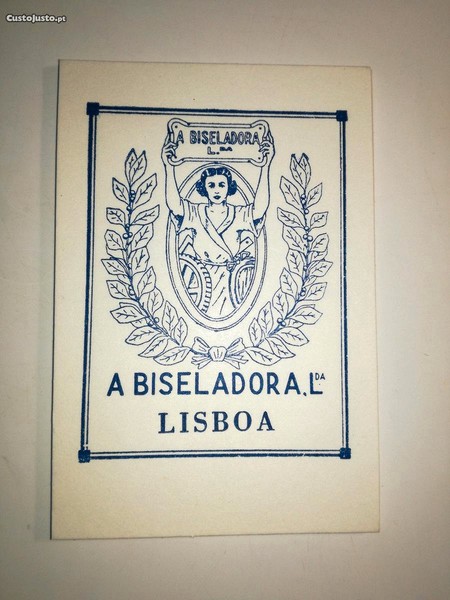 CustoJusto.pt
A BISELADORA
L.DA
A BISELADORA, L.DA
LISBOA